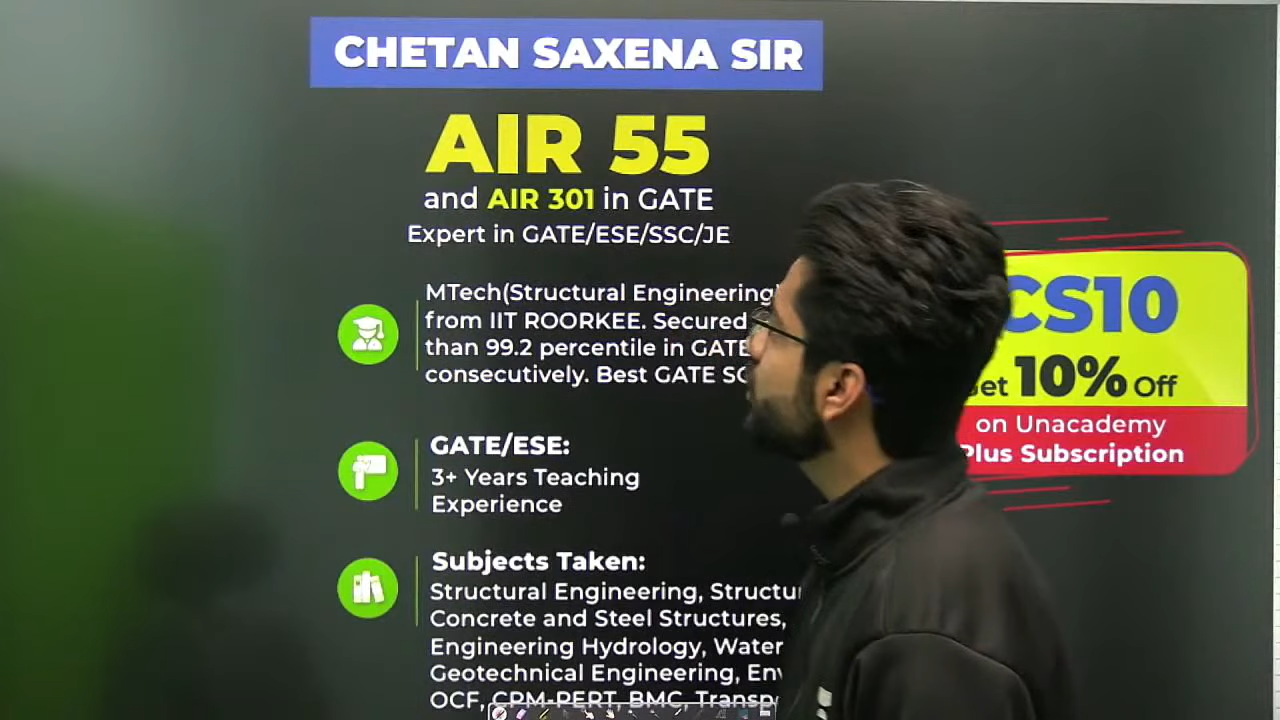 CHETAN SAXENA SIR
AIR 55
and AIR 301 in GATE
Expert in GATE/ESE/SSC/JE
MTech(Structural Engineering)
from IIT ROORKEE. Secured
than 99.2 percentile in GATE
consecutively. Best GATE
GATE/ESE:
3+ Years Teaching
Experience
Subjects Taken:
Structural Engineering,
Concrete and Steel Structures,
Engineering Hydrology, Water
Geotechnical Engineering,
OCF, CPM-PERT, BMC,
CS10
Get 10% Off
on Unacademy
Plus Subscription